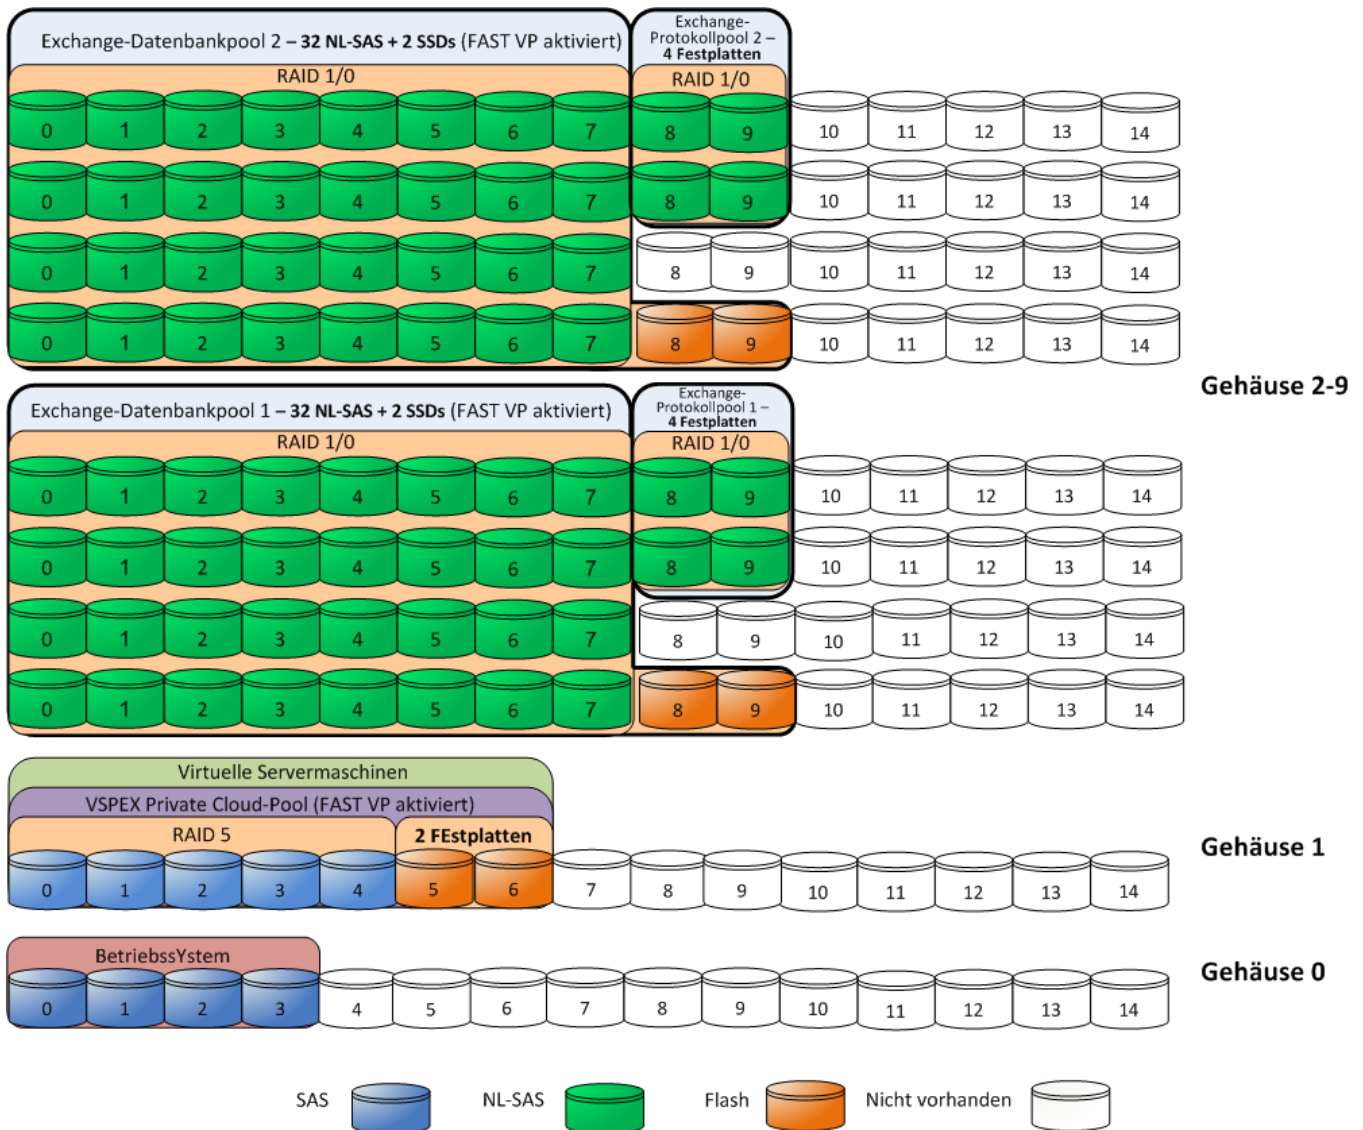 Exchange-Datenbankpool 2 – 32 NL-SAS + 2 SSDs (FAST VP aktiviert)
Exchange-
Protokollpool 2 –
4 Festplatten
RAID 1/0
RAID 1/0
0 1 2 3 4 5 6 7 8 9 10 11 12 13 14
0 1 2 3 4 5 6 7 8 9 10 11 12 13 14
0 1 2 3 4 5 6 7 8 9 10 11 12 13 14
0 1 2 3 4 5 6 7 8 9 10 11 12 13 14
Gehäuse 2-9
Exchange-Datenbankpool 1 – 32 NL-SAS + 2 SSDs (FAST VP aktiviert)
Exchange-
Protokollpool 1 –
4 Festplatten
RAID 1/0
RAID 1/0
0 1 2 3 4 5 6 7 8 9 10 11 12 13 14
0 1 2 3 4 5 6 7 8 9 10 11 12 13 14
0 1 2 3 4 5 6 7 8 9 10 11 12 13 14
0 1 2 3 4 5 6 7 8 9 10 11 12 13 14
Virtuelle Servermaschinen
VSPEX Private Cloud-Pool (FAST VP aktiviert)
RAID 5
2 FEstplatten
0 1 2 3 4 5 6 7 8 9 10 11 12 13 14
Gehäuse 1
BetriebssYstem
0 1 2 3 4 5 6 7 8 9 10 11 12 13 14
Gehäuse 0
SAS
NL-SAS
Flash
Nicht vorhanden